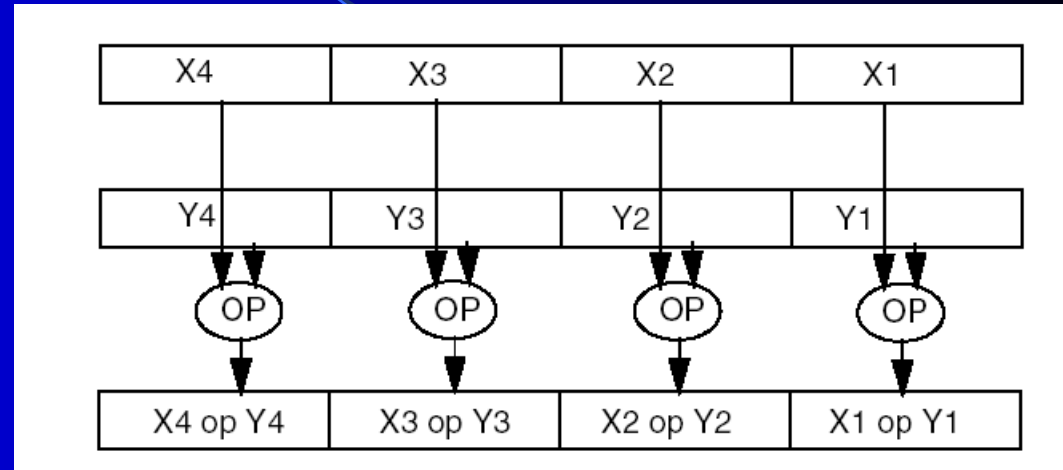 X4 X3 X2 X1
Y4 Y3 Y2 Y1
OP OP OP OP
X4 op Y4 X3 op Y3 X2 op Y2 X1 op Y1